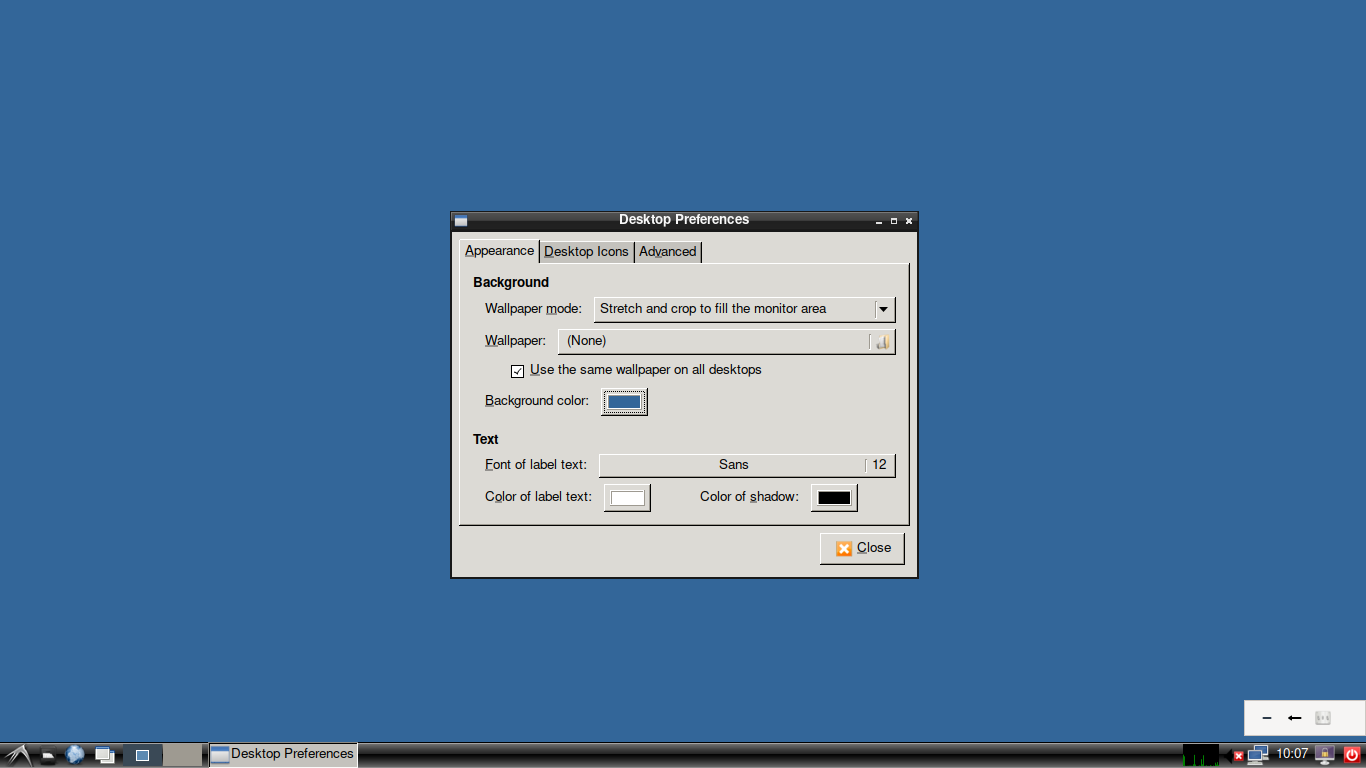 Desktop Preferences
Appearance Desktop Icons Advanced
Background
Wallpaper mode: Stretch and crop to fill the monitor area
Wallpaper: (None)
Use the same wallpaper on all desktops
Background color:
Text
Font of label text: Sans 12
Color of label text: Color of shadow:
Close
Desktop Preferences 10:07